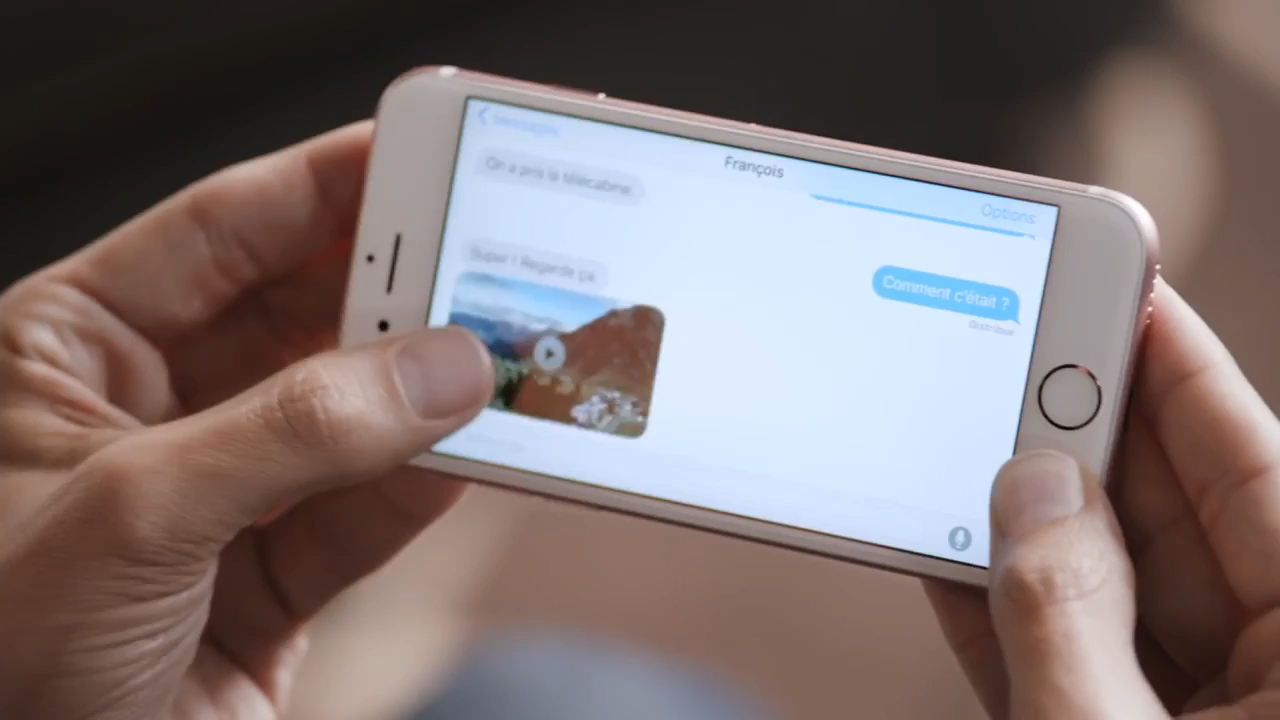 Messages
François
Options
On a pris la télécabine.
Comment c'était ?
Distribué
Super ! Regarde ça